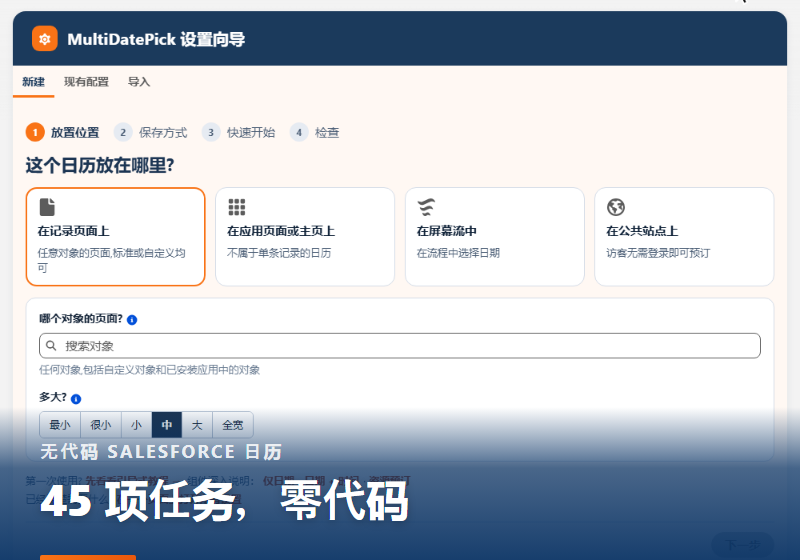 MultiDatePick 设置向导
新建 现有配置 导入
1 放置位置 2 保存方式 3 快速开始 4 检查
这个日历放在哪里?
在记录页面上
任意对象的页面,标准或自定义均可
在应用页面或主页上
不属于单条记录的日历
在屏幕流中
在流程中选择日期
在公共站点上
访客无需登录即可预订
哪个对象的页面?
搜索对象
任何对象,包括自定义对象和已安装应用中的对象
多大?
最小 很小 小 中 大 全宽
无代码 SALESFORCE 日历
45 项任务, 零代码
下一步